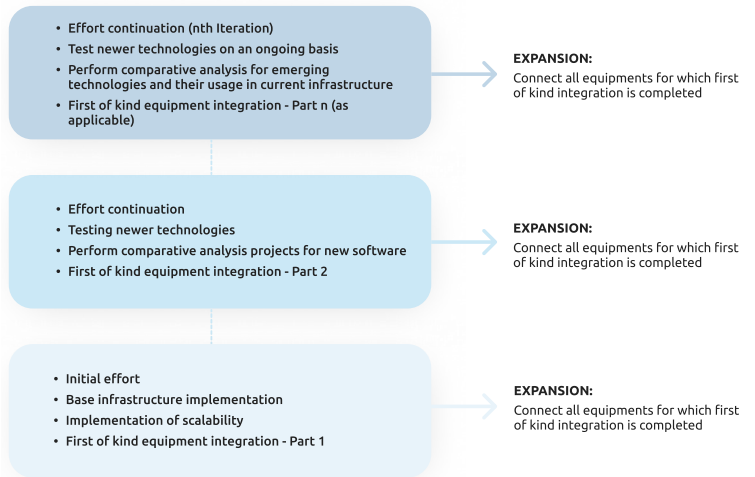 • Effort continuation (nth Iteration)
• Test newer technologies on an ongoing basis
• Perform comparative analysis for emerging
technologies and their usage in current infrastructure
• First of kind equipment integration - Part n (as
applicable)
EXPANSION:
Connect all equipments for which first
of kind integration is completed
• Effort continuation
• Testing newer technologies
• Perform comparative analysis projects for new software
• First of kind equipment integration - Part 2
EXPANSION:
Connect all equipments for which first
of kind integration is completed
• Initial effort
• Base infrastructure implementation
• Implementation of scalability
• First of kind equipment integration - Part 1
EXPANSION:
Connect all equipments for which first
of kind integration is completed